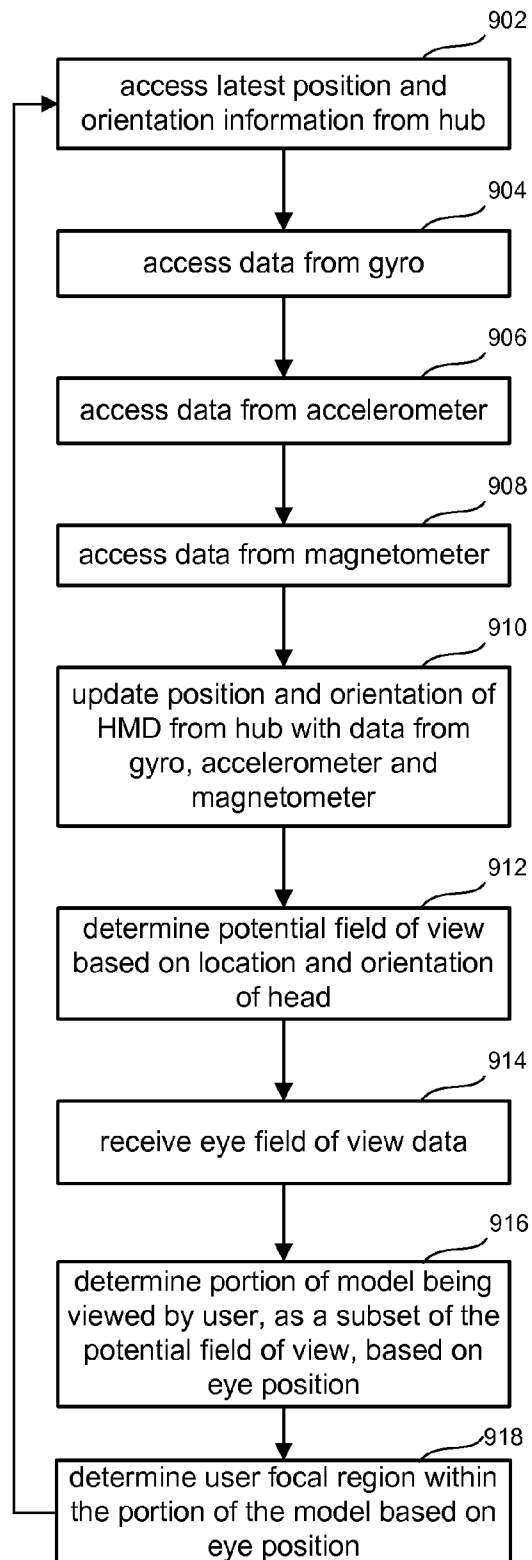 902
access latest position and
orientation information from hub
904
access data from gyro
906
access data from accelerometer
908
access data from magnetometer
910
update position and orientation of
HMD from hub with data from
gyro, accelerometer and
magnetometer
912
determine potential field of view
based on location and orientation
of head
914
receive eye field of view data
916
determine portion of model being
viewed by user, as a subset of the
potential field of view, based on
eye position
918
determine user focal region within
the portion of the model based on
eye position